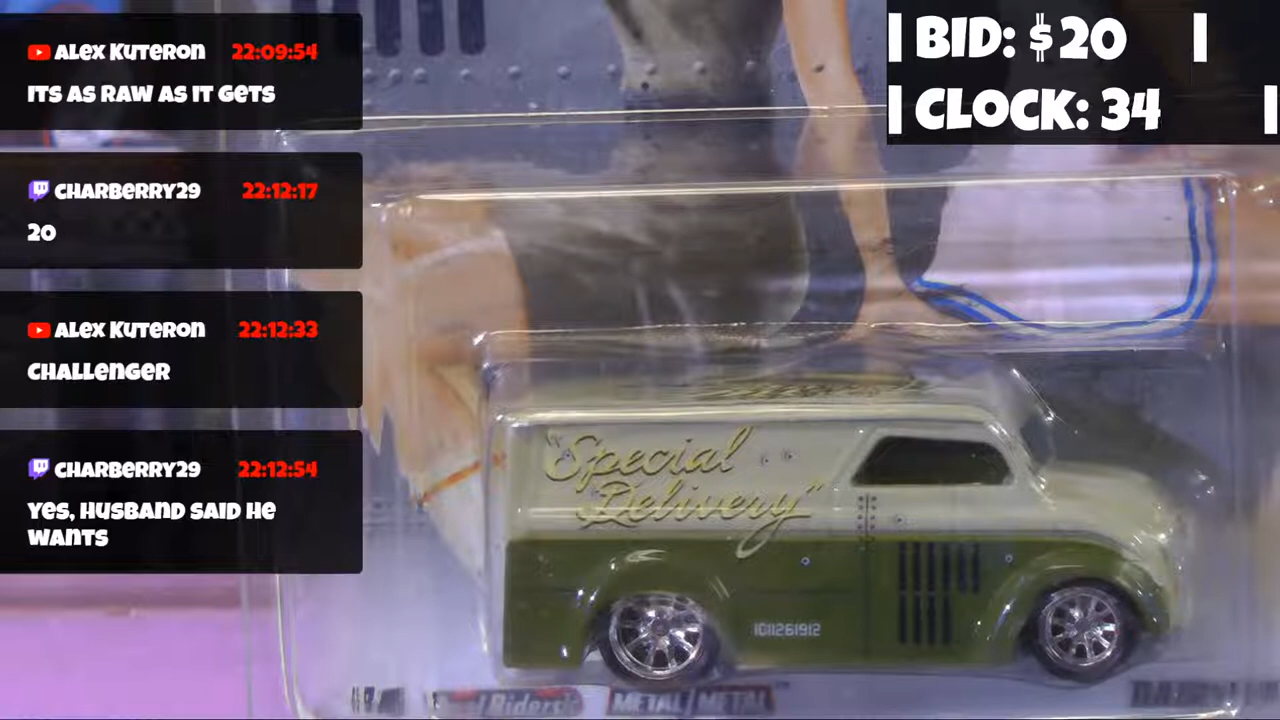 ALEX KUTERON 22:09:54
ITS AS RAW AS IT GETS
CHARBERRY29 22:12:17
20
ALEX KUTERON 22:12:33
CHALLENGER
CHARBERRY29 22:12:54
YES, HUSBAND SAID HE
WANTS
| BID: $20 |
| CLOCK: 34 |
"Special
Delivery"
1011261912
Riders
METAL/METAL